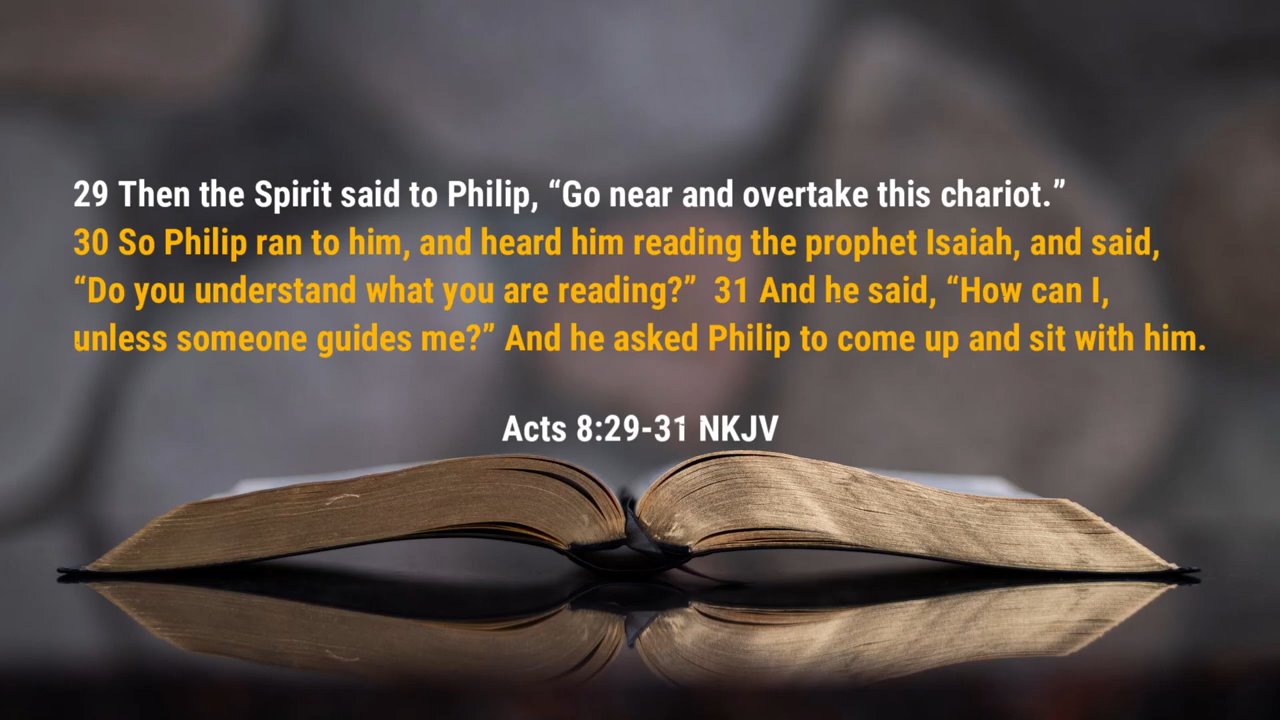 29 Then the Spirit said to Philip, “Go near and overtake this chariot.”
30 So Philip ran to him, and heard him reading the prophet Isaiah, and said,
“Do you understand what you are reading?”  31 And he said, “How can I,
unless someone guides me?” And he asked Philip to come up and sit with him.
Acts 8:29-31 NKJV